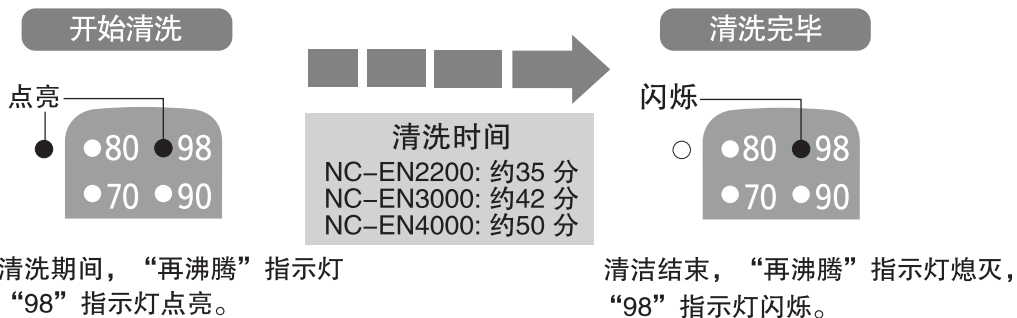 开始清洗
清洗完毕
点亮
80 98
70 90
清洗时间
NC-EN2200: 约35 分
NC-EN3000: 约42 分
NC-EN4000: 约50 分
闪烁
80 98
70 90
清洗期间，“再沸腾”指示灯
“98”指示灯点亮。
清洁结束，“再沸腾”指示灯熄灭，
“98”指示灯闪烁。